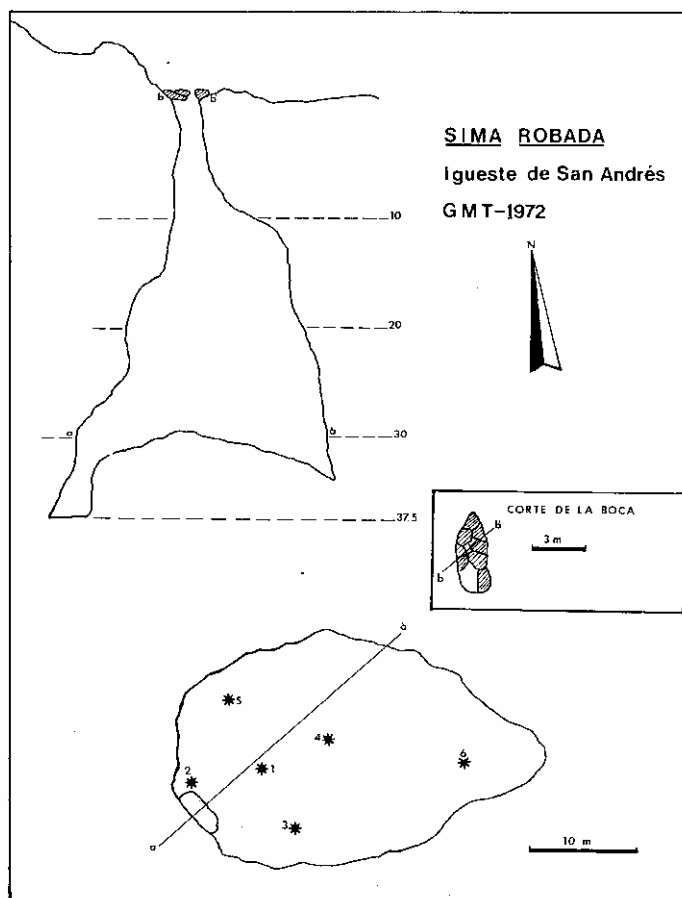 SIMA ROBADA
Igueste de San Andrés
GMT-1972
N
b b
10
20
a b
30
37.5
CORTE DE LA BOCA
b
b
3 m
a
5
4
6
2
1
3
a
10 m